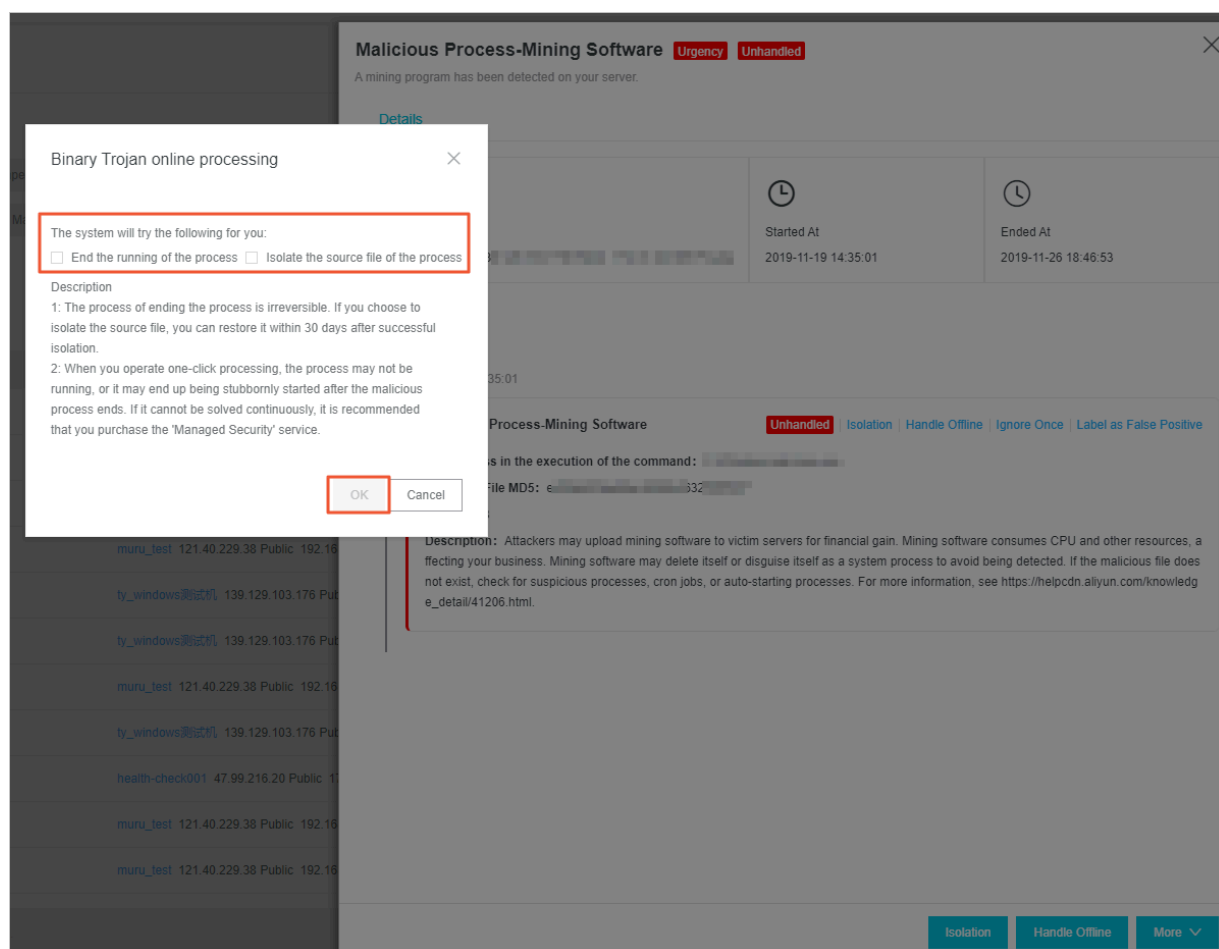 Malicious Process-Mining Software Urgency Unhandled
A mining program has been detected on your server.
Details
Binary Trojan online processing
The system will try the following for you:
End the running of the process Isolate the source file of the process
Description
1: The process of ending the process is irreversible. If you choose to
isolate the source file, you can restore it within 30 days after successful
isolation.
2: When you operate one-click processing, the process may not be
running, or it may end up being stubbornly started after the malicious
process ends. If it cannot be solved continuously, it is recommended
that you purchase the 'Managed Security' service.
OK Cancel
Started At
2019-11-19 14:35:01
Ended At
2019-11-26 18:46:53
35:01
Process-Mining Software Unhandled Isolation Handle Offline Ignore Once Label as False Positive
s in the execution of the command:
File MD5:
Description: Attackers may upload mining software to victim servers for financial gain. Mining software consumes CPU and other resources, a
ffecting your business. Mining software may delete itself or disguise itself as a system process to avoid being detected. If the malicious file does
not exist, check for suspicious processes, cron jobs, or auto-starting processes. For more information, see https://helpcdn.aliyun.com/knowledg
e_detail/41206.html.
muru_test 121.40.229.38 Public 192.16
ty_windows测试机 139.129.103.176 Pub
ty_windows测试机 139.129.103.176 Pub
muru_test 121.40.229.38 Public 192.16
ty_windows测试机 139.129.103.176 Pub
health-check001 47.99.216.20 Public 17
muru_test 121.40.229.38 Public 192.16
muru_test 121.40.229.38 Public 192.16
Isolation Handle Offline More